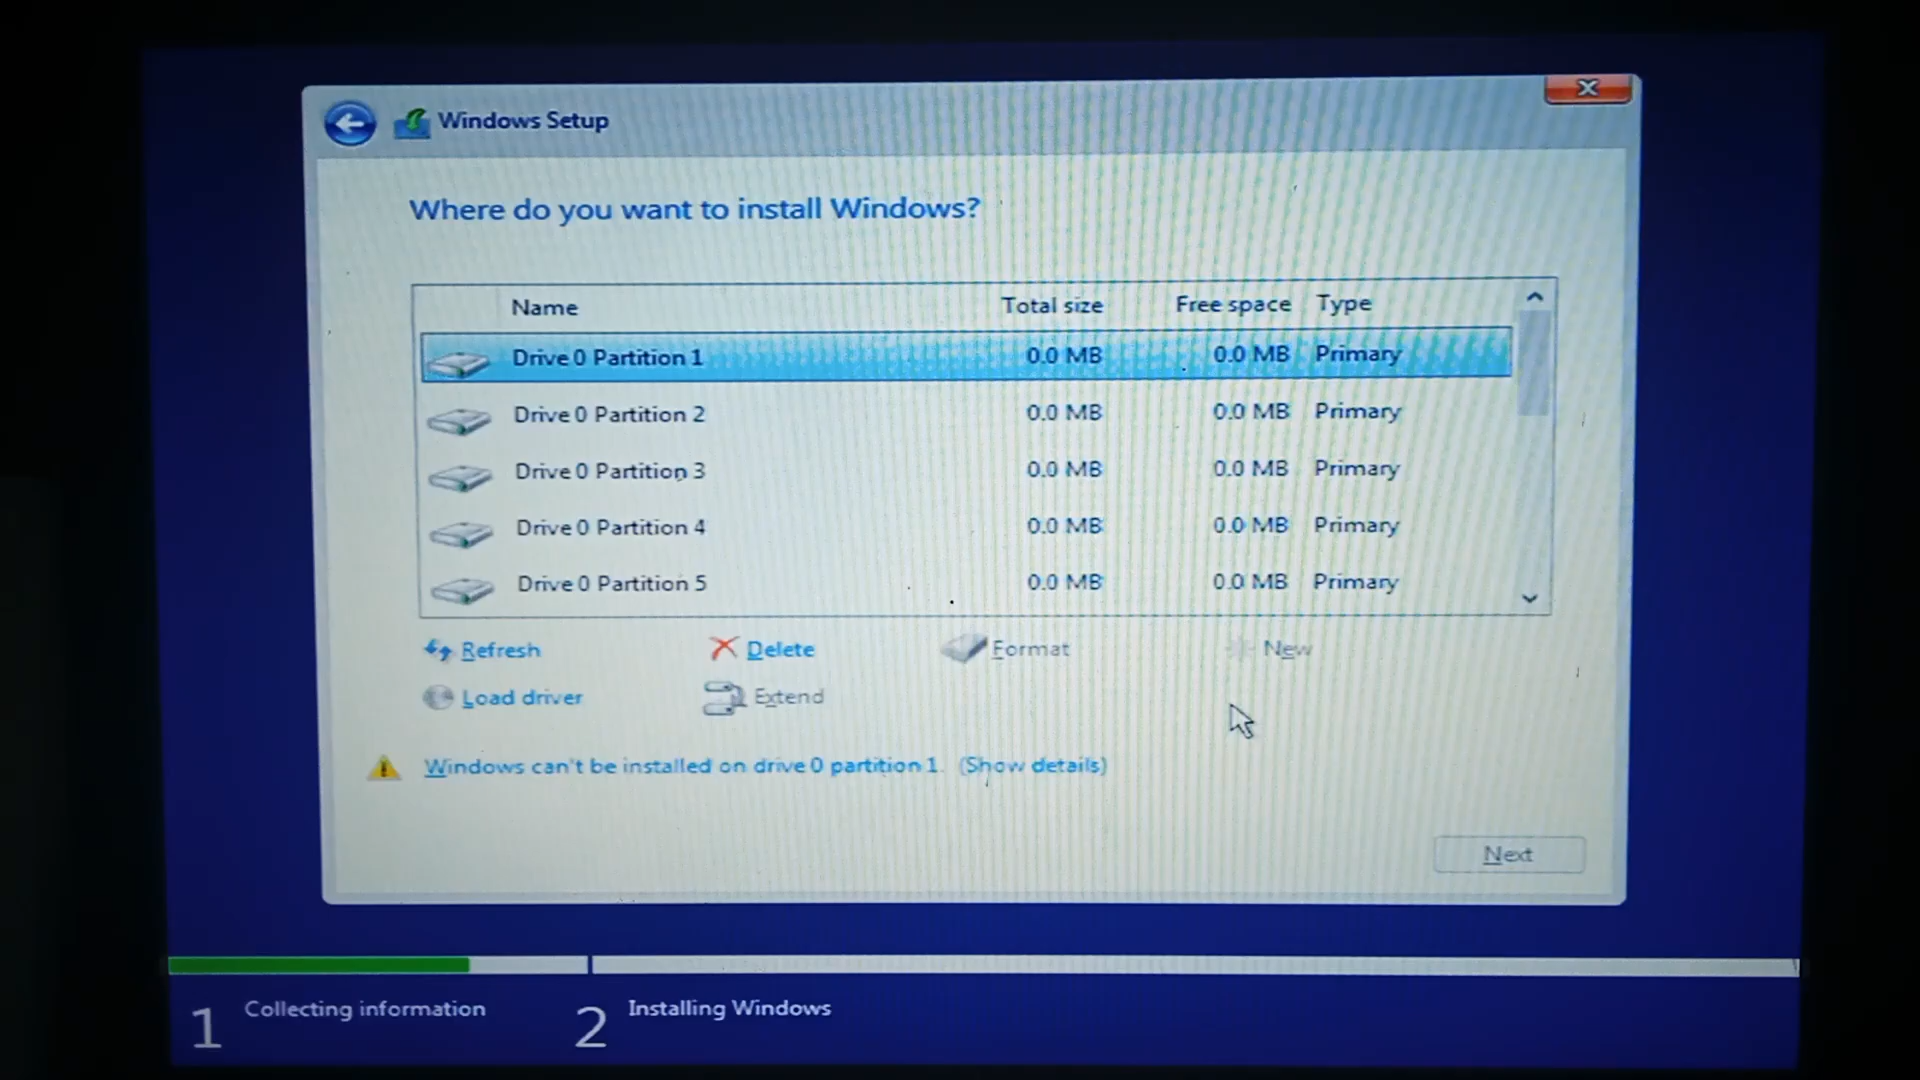 Windows Setup
Where do you want to install Windows?
Name Total size Free space Type
Drive 0 Partition 1 0.0 MB 0.0 MB Primary
Drive 0 Partition 2 0.0 MB 0.0 MB Primary
Drive 0 Partition 3 0.0 MB 0.0 MB Primary
Drive 0 Partition 4 0.0 MB 0.0 MB Primary
Drive 0 Partition 5 0.0 MB 0.0 MB Primary
Refresh Delete Format New
Load driver Extend
Windows can't be installed on drive 0 partition 1. (Show details)
Next
1 Collecting information 2 Installing Windows